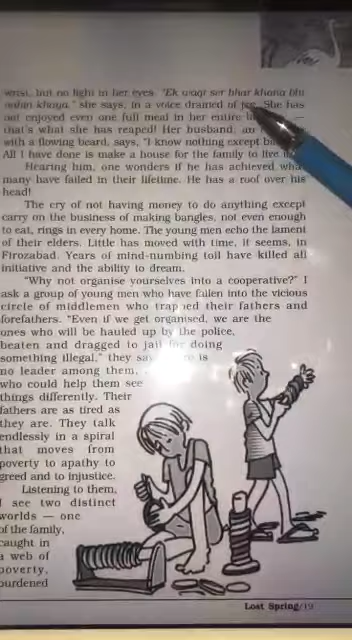 wrist, but no light in her eyes. "Ek waqt ser bhar khana bhi
nahin khaya," she says, in a voice drained of joy. She has
not enjoyed even one full meal in her entire —
that's what she has reaped! Her husband, an
with a flowing beard, says, "I know nothing except
All I have done is make a house for the family to live in."
Hearing him, one wonders if he has achieved what
many have failed in their lifetime. He has a roof over his
head!
The cry of not having money to do anything except
carry on the business of making bangles, not even enough
to eat, rings in every home. The young men echo the lament
of their elders. Little has moved with time, it seems, in
Firozabad. Years of mind-numbing toil have killed all
initiative and the ability to dream.
"Why not organise yourselves into a cooperative?" I
ask a group of young men who have fallen into the vicious
circle of middlemen who trapped their fathers and
forefathers. "Even if we get organised, we are the
ones who will be hauled up by the police,
beaten and dragged to jail for doing
something illegal," they say. is
no leader among them,
who could help them see
things differently. Their
fathers are as tired as
they are. They talk
endlessly in a spiral
that moves from
poverty to apathy to
greed and to injustice.
Listening to them,
I see two distinct
worlds — one
of the family,
caught in
a web of
poverty,
burdened
Lost Spring/19